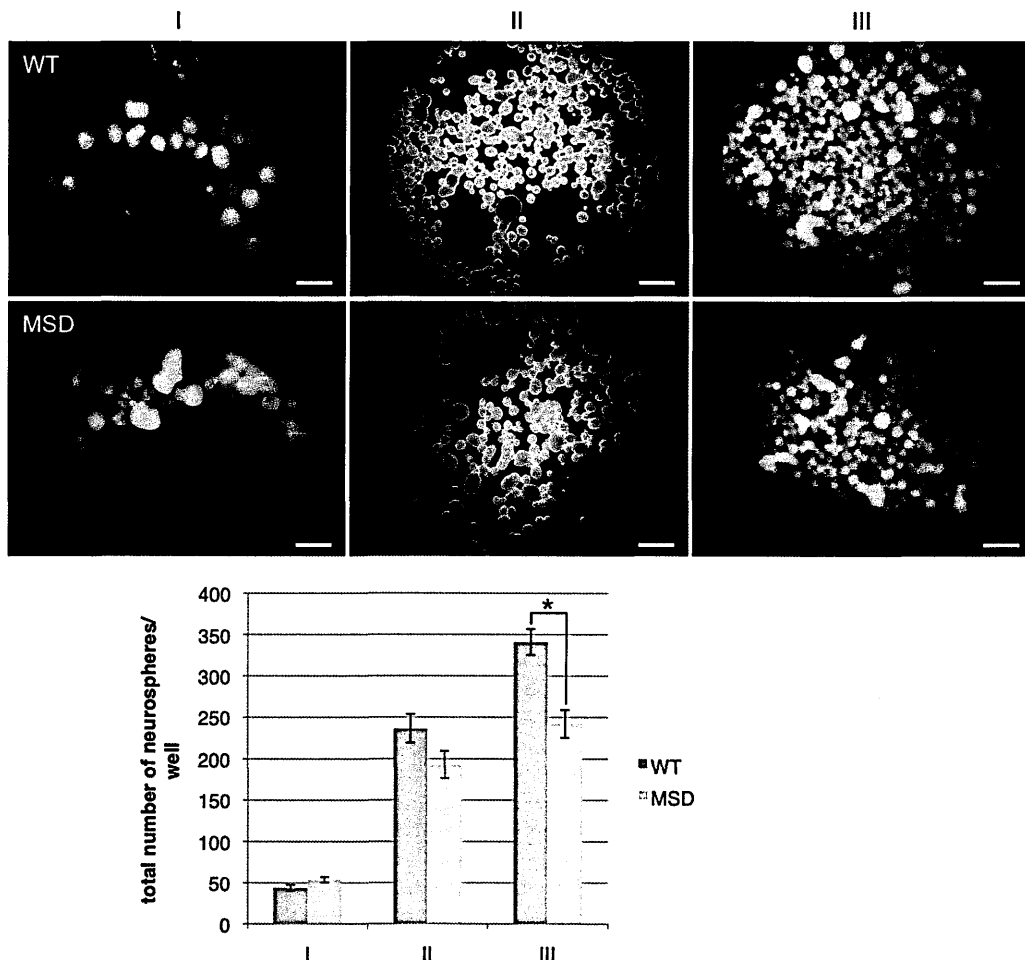 I II III
WT
MSD
total number of neurospheres/
well
400
350
300
250
200
150
100
50
0
*
WT
MSD
I II III